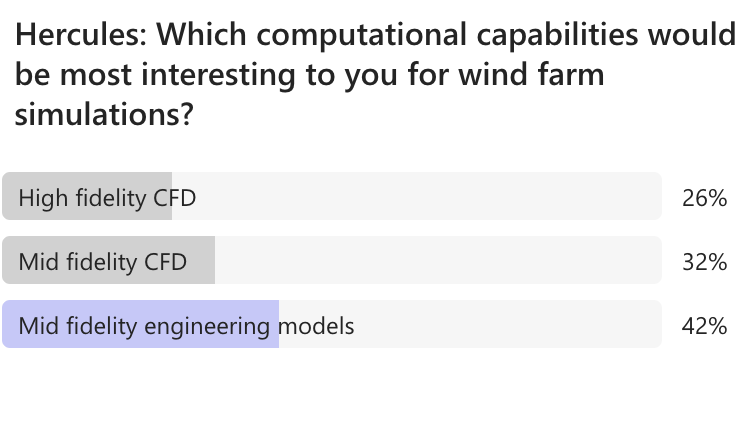 Hercules: Which computational capabilities would
be most interesting to you for wind farm
simulations?
High fidelity CFD 26%
Mid fidelity CFD 32%
Mid fidelity engineering models 42%